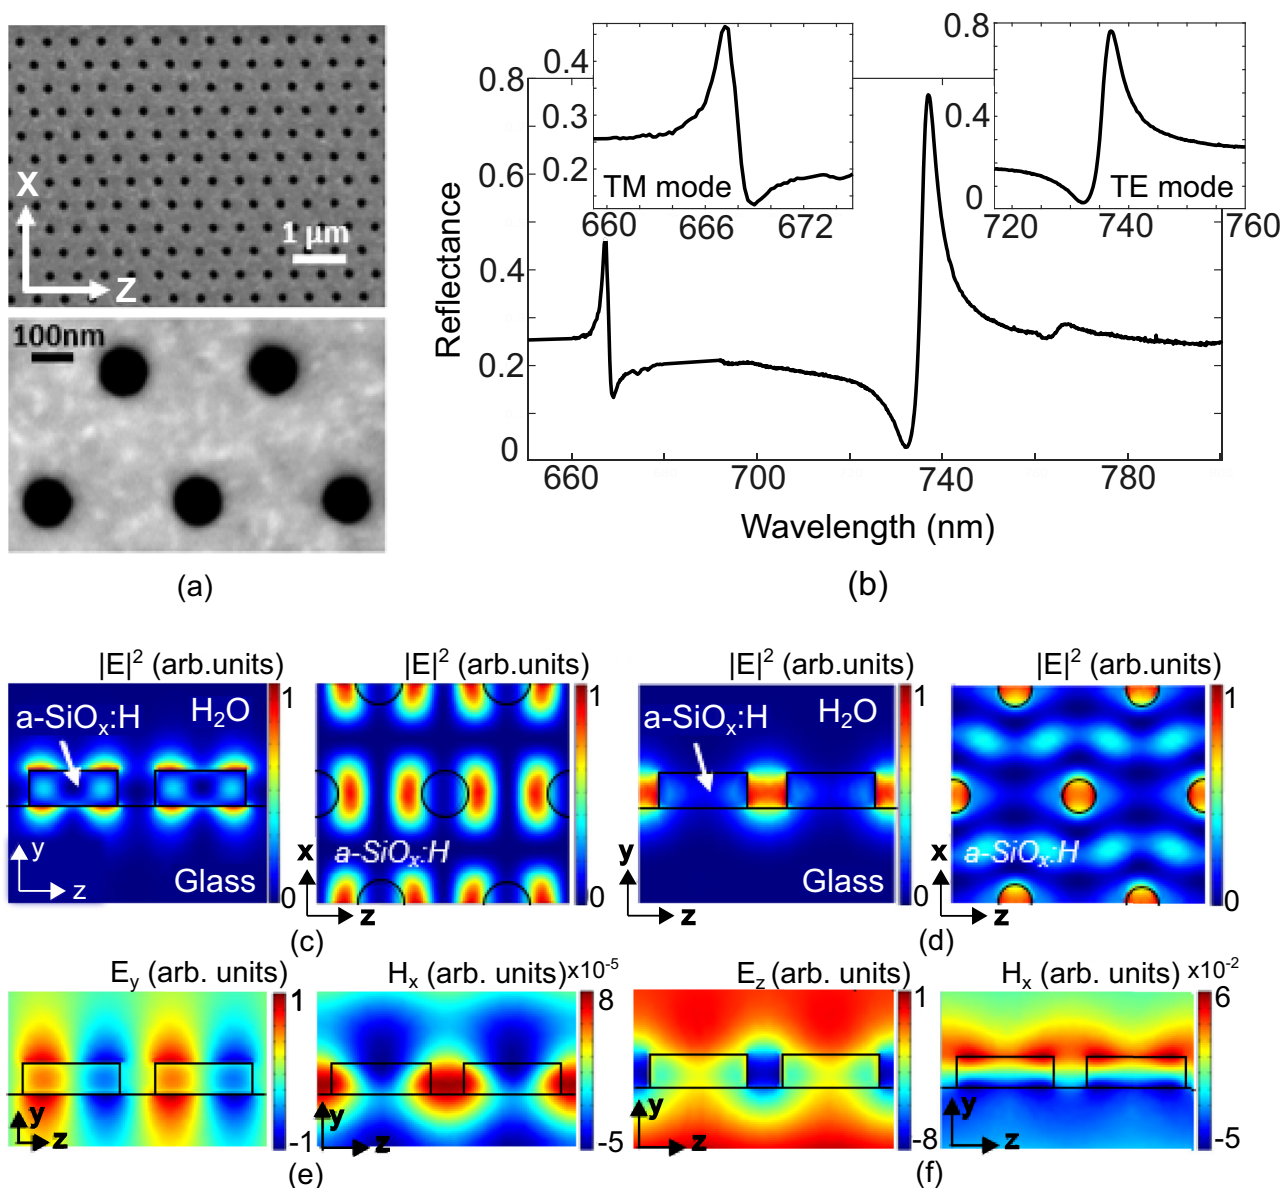 X
Z
1 μm
100nm
(a)
Reflectance
0.8
0.6
0.4
0.2
0
660
700
740
780
Wavelength (nm)
0.4
0.3
0.2
TM mode
660
666
672
0.8
0.4
0
TE mode
720
740
760
(b)
|E|² (arb.units)
a-SiOₓ:H
H₂O
Glass
y
z
1
0
|E|² (arb.units)
a-SiOₓ:H
x
z
1
0
(c)
|E|² (arb.units)
a-SiOₓ:H
H₂O
Glass
y
z
1
0
|E|² (arb.units)
a-SiOₓ:H
x
z
1
0
(d)
E_y (arb. units)
y
z
1
-1
Hₓ (arb. units) x10⁻⁵
y
z
8
-5
(e)
E_z (arb. units)
y
z
1
-8
Hₓ (arb. units) x10⁻²
y
z
6
-5
(f)